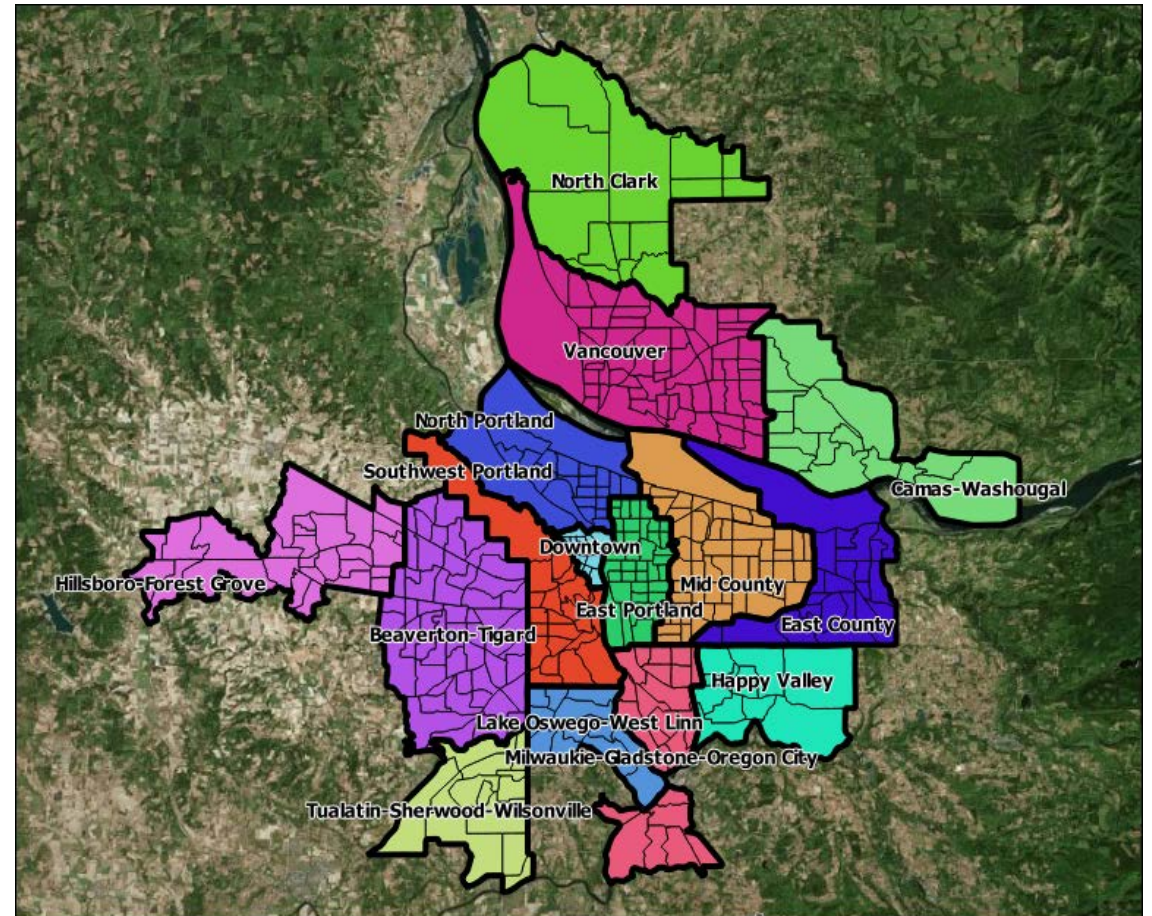 North Clark
Vancouver
North Portland
Southwest Portland
Camas-Washougal
Downtown
Hillsboro-Forest Grove
Mid County
East Portland
East County
Beaverton-Tigard
Happy Valley
Lake Oswego-West Linn
Milwaukie-Gladstone-Oregon City
Tualatin-Sherwood-Wilsonville